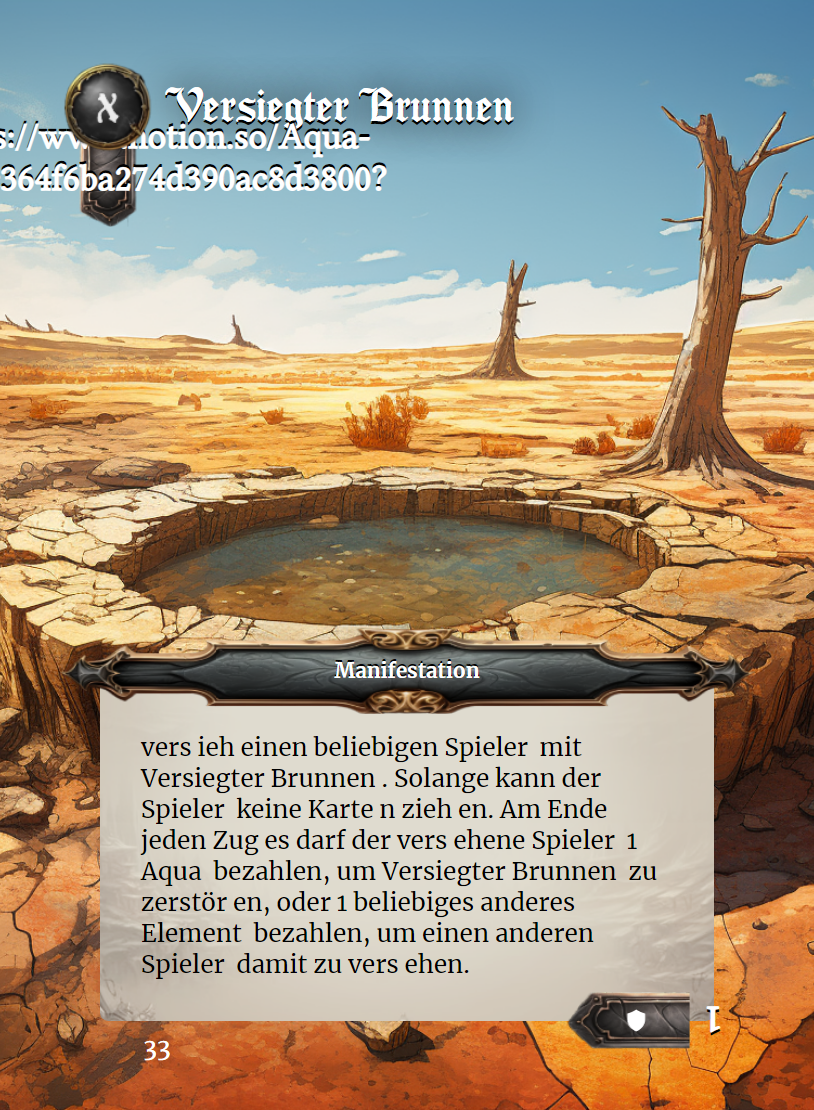 X
Versiegter Brunnen
s://ww notion.so/Aqua-
364f6ba274d390ac8d3800?
Manifestation
vers ieh einen beliebigen Spieler mit
Versiegter Brunnen . Solange kann der
Spieler keine Karte n zieh en. Am Ende
jeden Zug es darf der vers ehene Spieler 1
Aqua bezahlen, um Versiegter Brunnen zu
zerstör en, oder 1 beliebiges anderes
Element bezahlen, um einen anderen
Spieler damit zu vers ehen.
1
33